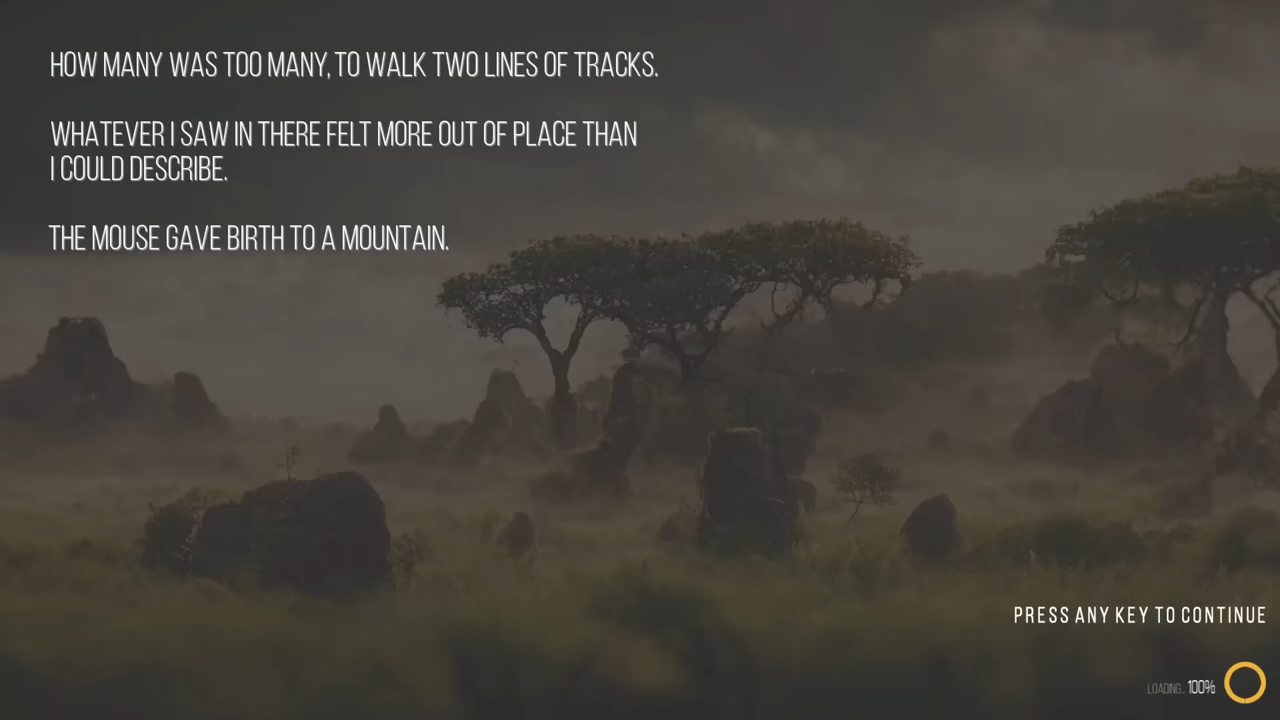 HOW MANY WAS TOO MANY, TO WALK TWO LINES OF TRACKS.
WHATEVER I SAW IN THERE FELT MORE OUT OF PLACE THAN
I COULD DESCRIBE.
THE MOUSE GAVE BIRTH TO A MOUNTAIN.
PRESS ANY KEY TO CONTINUE
LOADING... 100%